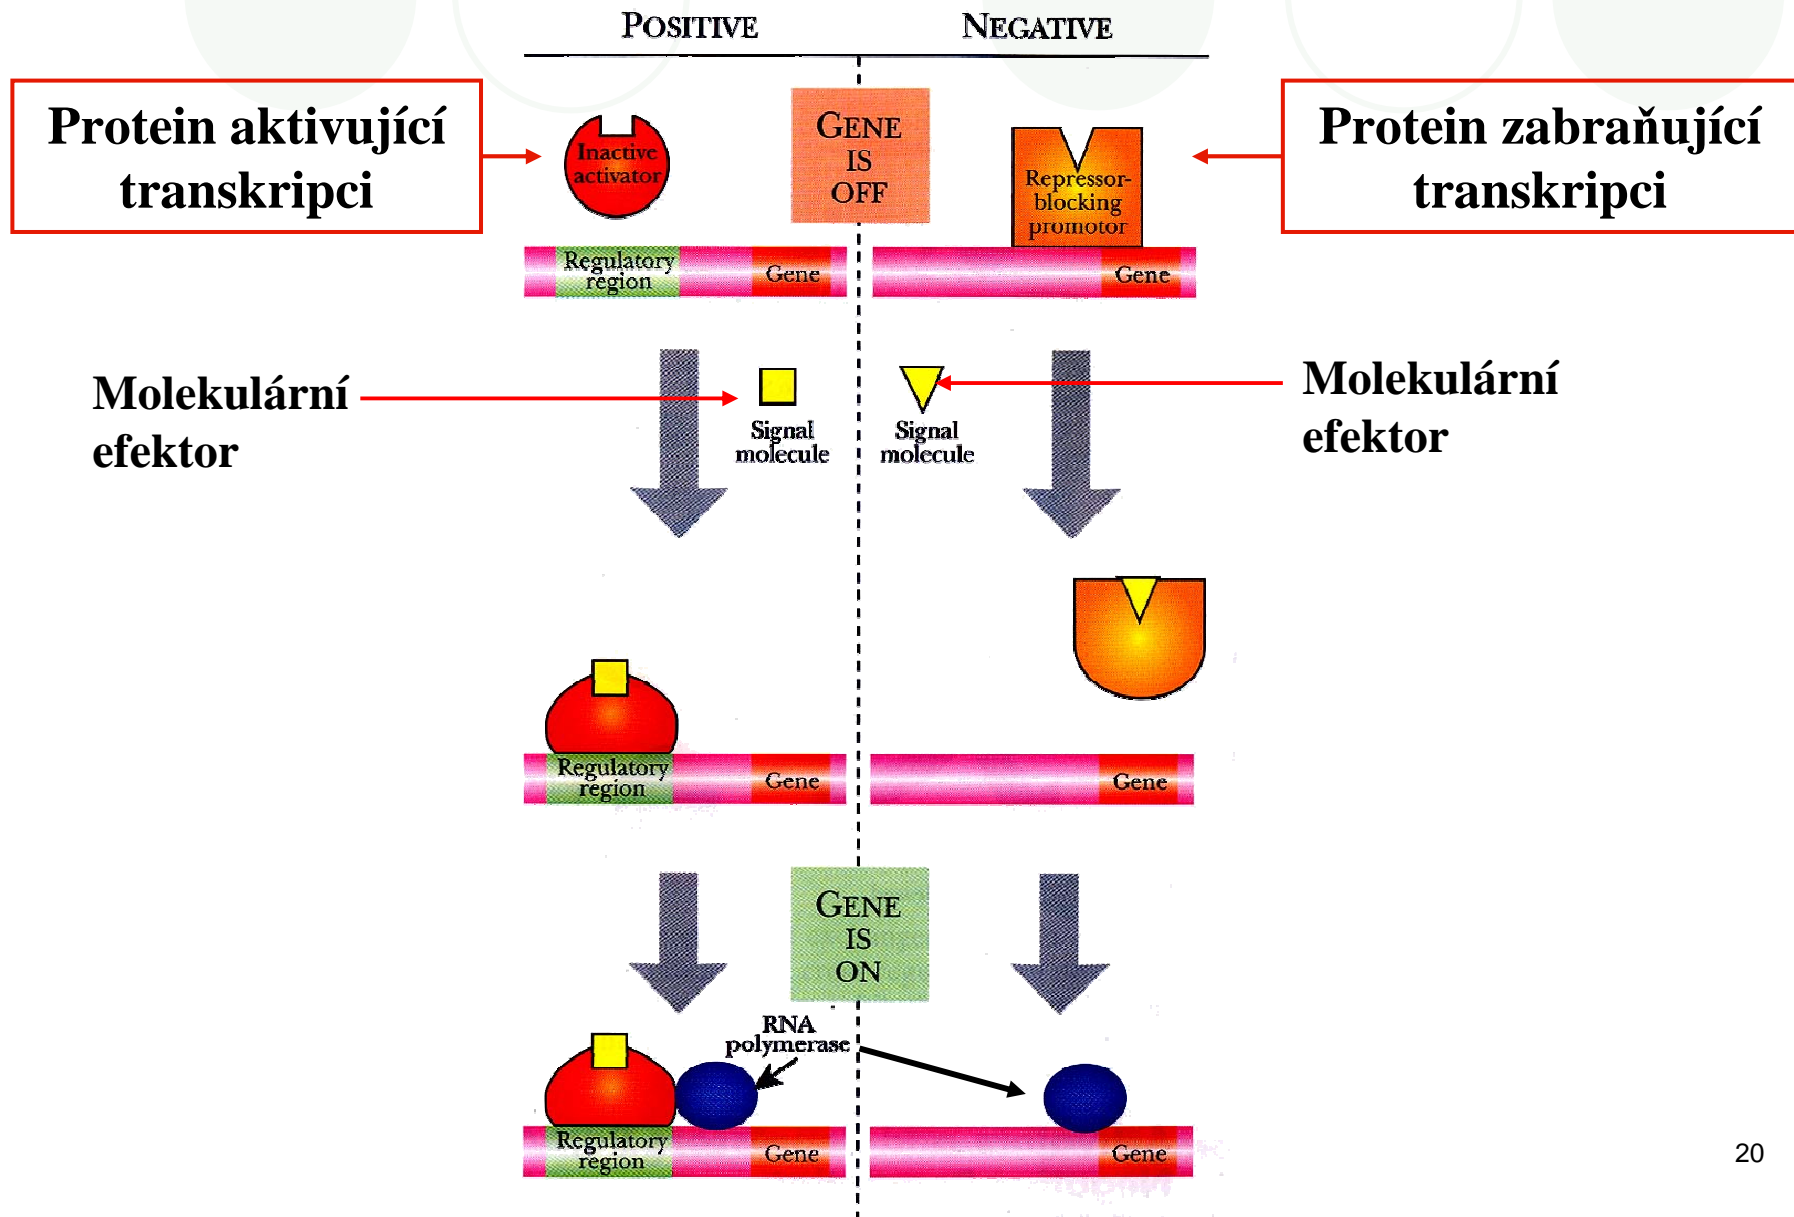 POSITIVE NEGATIVE
Protein aktivující
transkripci
Inactive
activator
GENE
IS
OFF
Repressor-
blocking
promotor
Protein zabraňující
transkripci
Regulatory
region
Gene
Gene
Molekulární
efektor
Signal
molecule
Signal
molecule
Molekulární
efektor
Regulatory
region
Gene
Gene
GENE
IS
ON
RNA
polymerase
Regulatory
region
Gene
Gene
20